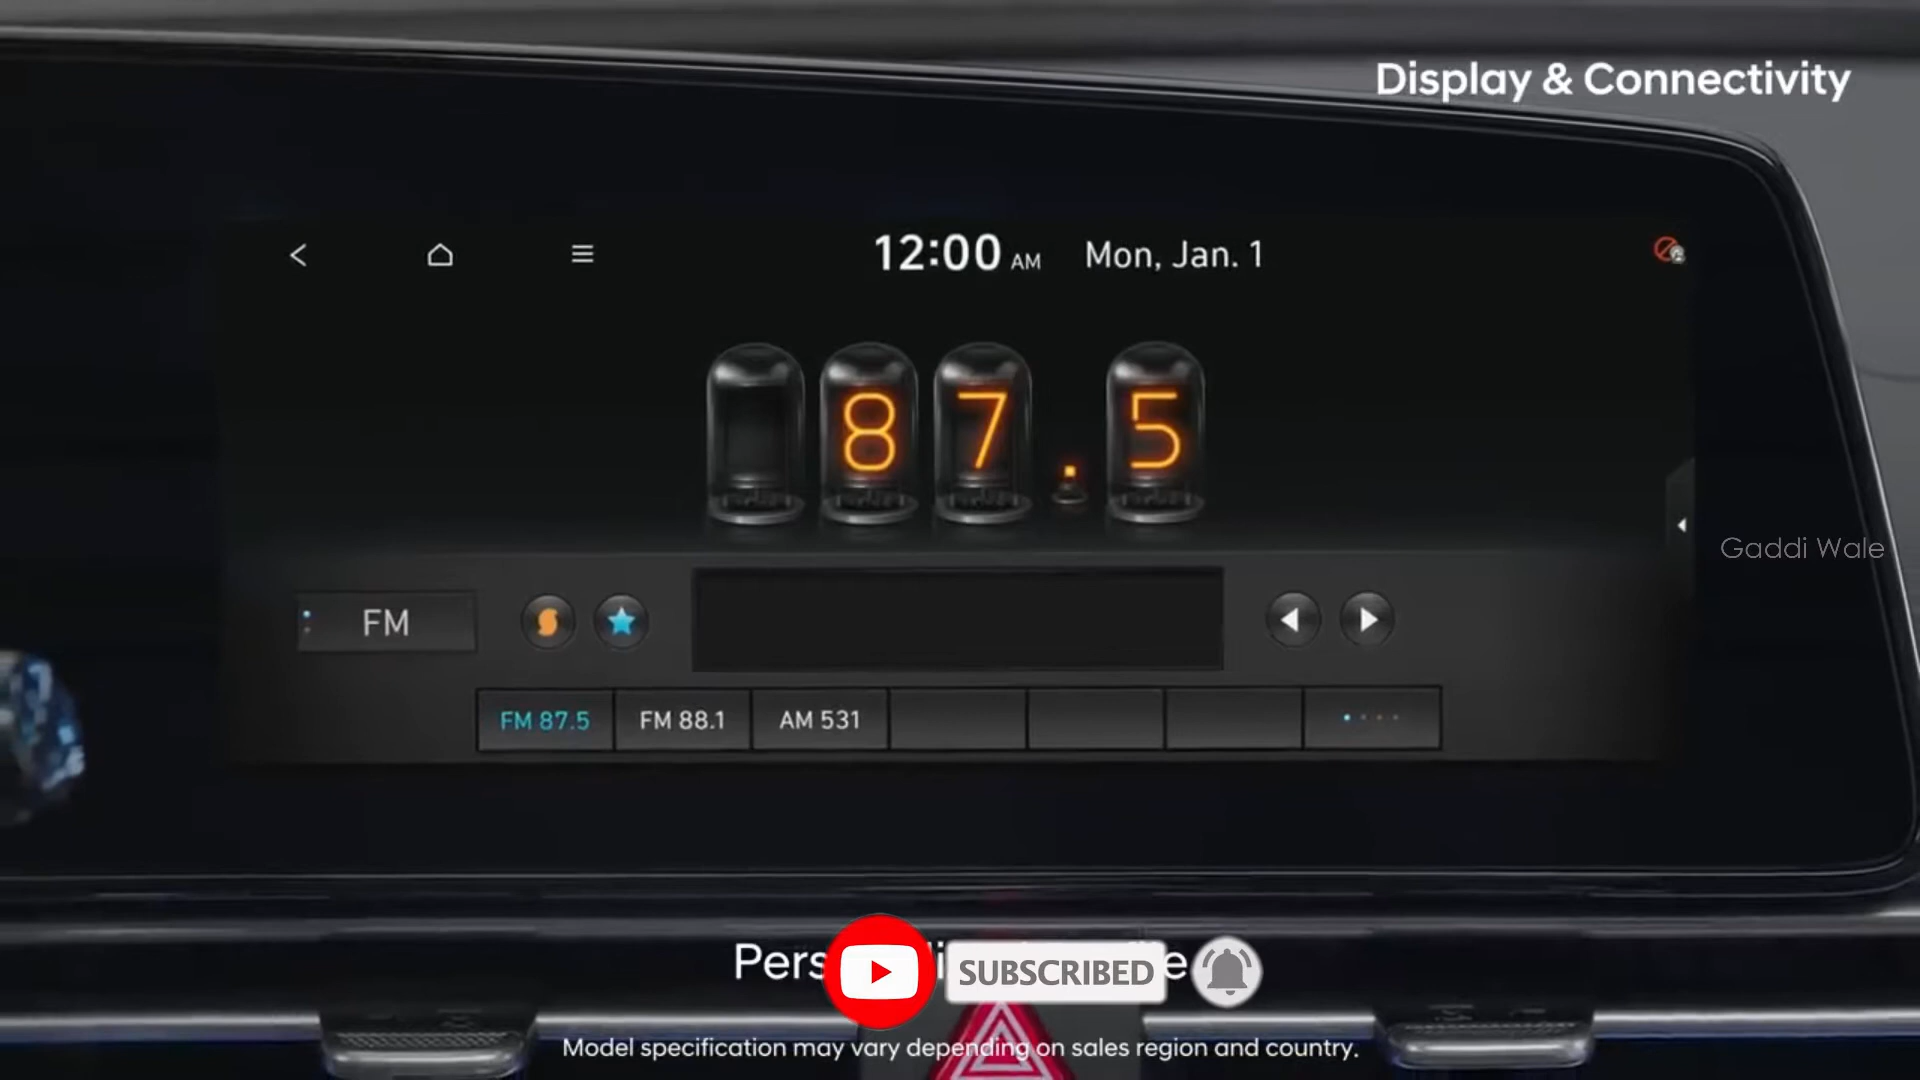 Display & Connectivity
12:00 AM Mon, Jan. 1
87.5
Gaddi Wale
FM
FM 87.5 FM 88.1 AM 531
SUBSCRIBED
Model specification may vary depending on sales region and country.